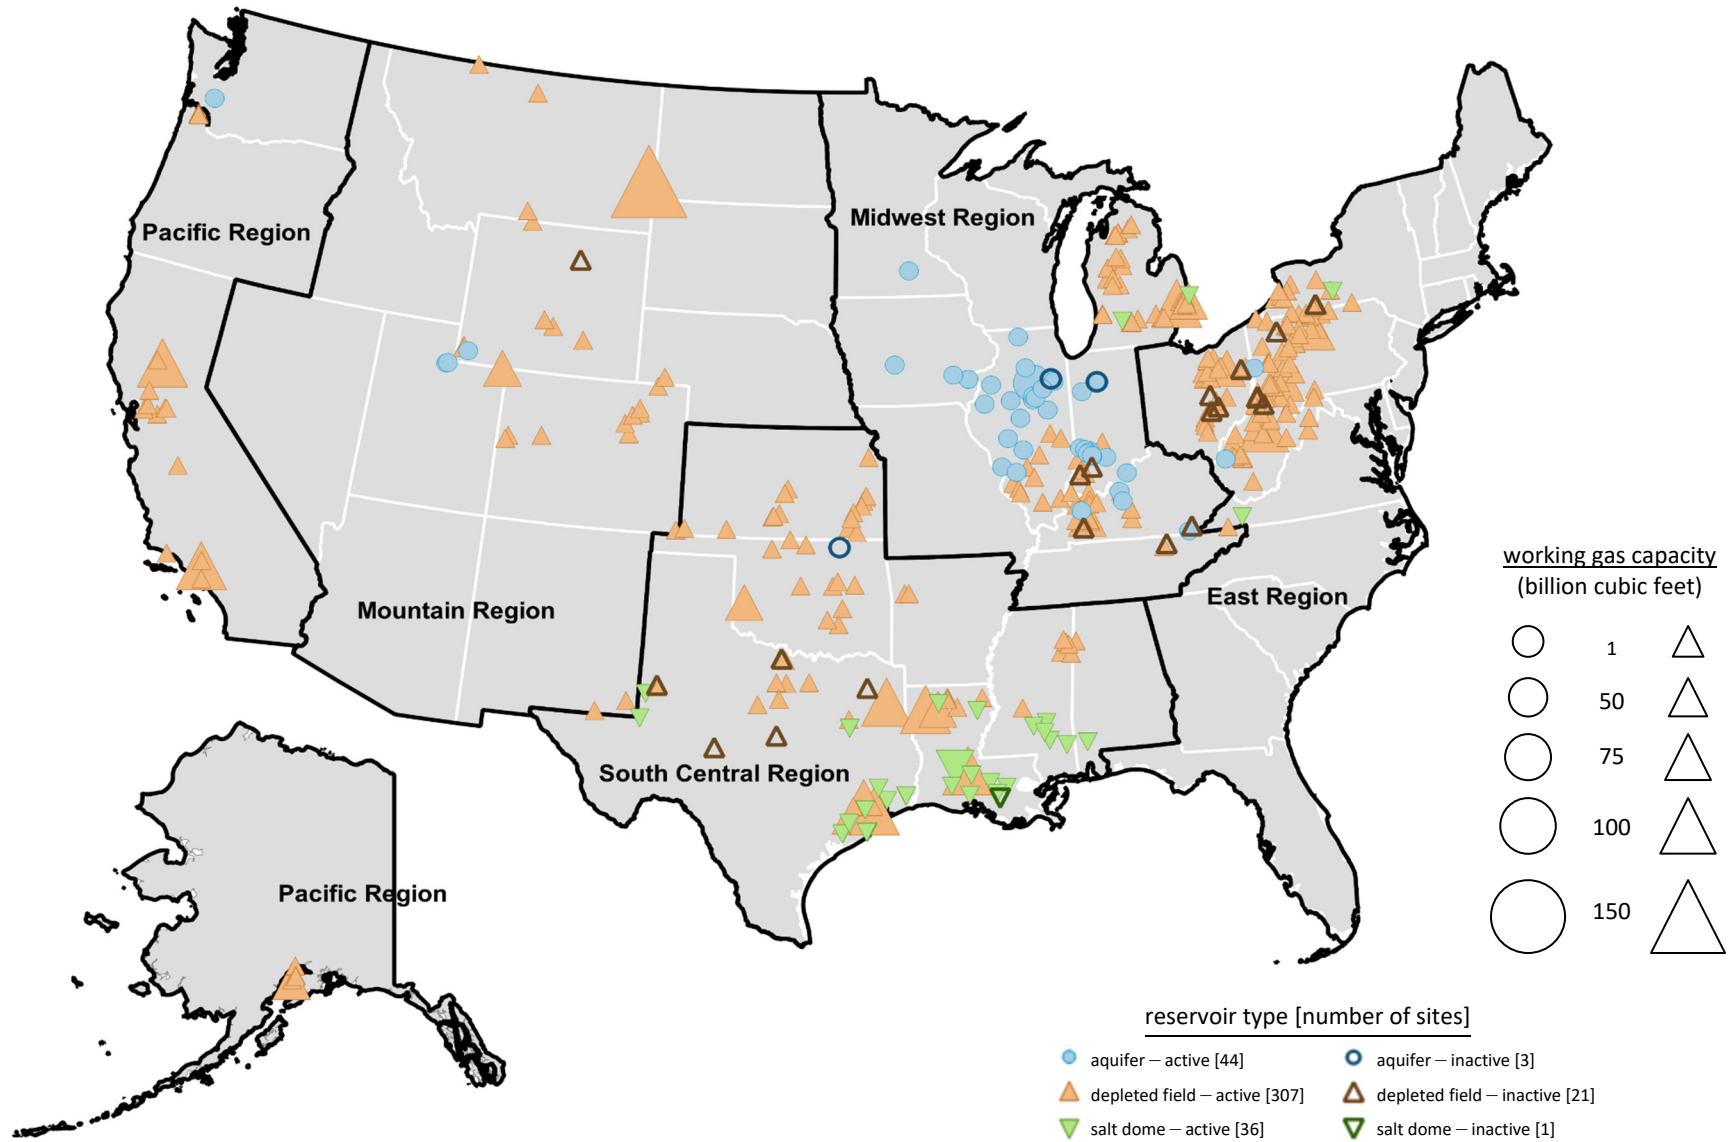 Pacific Region
Midwest Region
Mountain Region
East Region
South Central Region
Pacific Region
working gas capacity
(billion cubic feet)
1
50
75
100
150
reservoir type [number of sites]
aquifer – active [44]
aquifer – inactive [3]
depleted field – active [307]
depleted field – inactive [21]
salt dome – active [36]
salt dome – inactive [1]